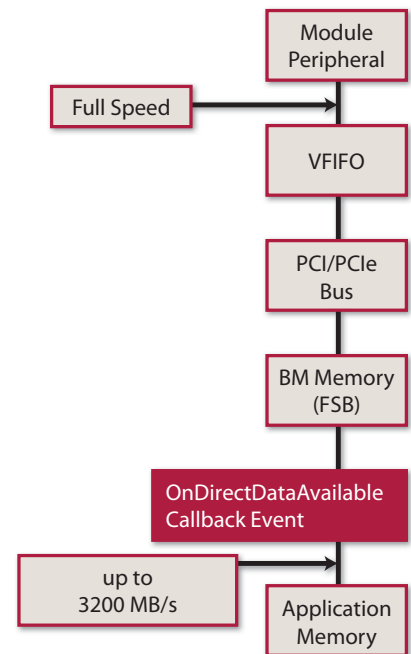 Module
Peripheral
Full Speed
VFIFO
PCI/PCIe
Bus
BM Memory
(FSB)
OnDirectDataAvailable
Callback Event
up to
3200 MB/s
Application
Memory